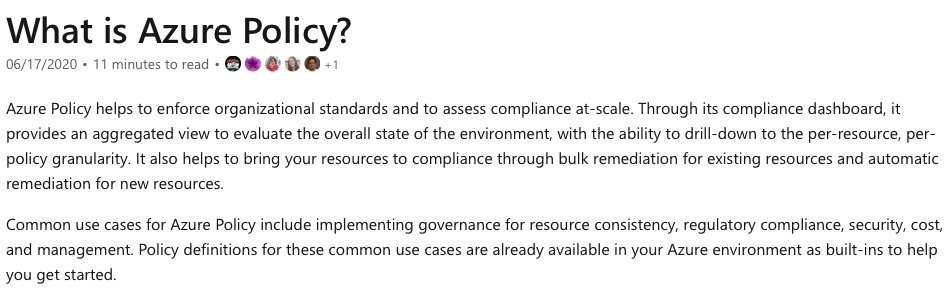 What is Azure Policy?
06/17/2020 • 11 minutes to read • +1
Azure Policy helps to enforce organizational standards and to assess compliance at-scale. Through its compliance dashboard, it
provides an aggregated view to evaluate the overall state of the environment, with the ability to drill-down to the per-resource, per-
policy granularity. It also helps to bring your resources to compliance through bulk remediation for existing resources and automatic
remediation for new resources.
Common use cases for Azure Policy include implementing governance for resource consistency, regulatory compliance, security, cost,
and management. Policy definitions for these common use cases are already available in your Azure environment as built-ins to help
you get started.